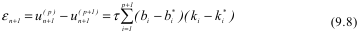 ε_{n+1} = u_{n+1}^{(p)} − u_{n+1}^{(p+1)} = τ∑_{i=1}^{p+1}(b_i − b_i^*)(k_i − k_i^*) (9.8)